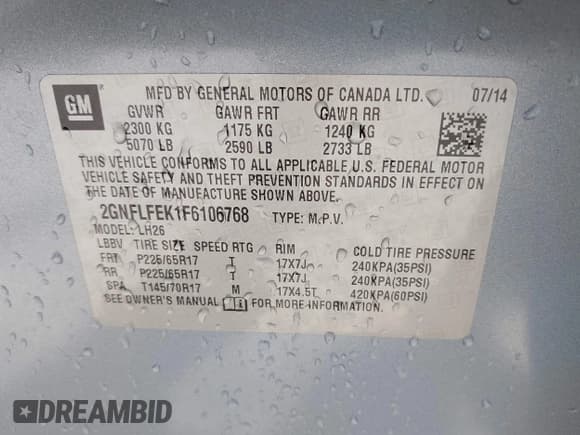 GM
MFD BY GENERAL MOTORS OF CANADA LTD. 07/14
GVWR GAWR FRT GAWR RR
2300 KG 1175 KG 1240 KG
5070 LB 2590 LB 2733 LB
THIS VEHICLE CONFORMS TO ALL APPLICABLE U.S. FEDERAL MOTOR
VEHICLE SAFETY AND THEFT PREVENTION STANDARDS IN EFFECT ON
THE DATE OF MANUFACTURE SHOWN ABOVE.
2GNFLFEK1F6106768 TYPE: M.P.V.
MODEL: LH26
LBBV TIRE SIZE SPEED RTG RIM COLD TIRE PRESSURE
FRT P225/65R17 T 17X7J 240KPA(35PSI)
RR P225/65R17 T 17X7J 240KPA(35PSI)
SPA T145/70R17 M 17X4.5T 420KPA(60PSI)
SEE OWNER'S MANUAL FOR MORE INFORMATION.
DREAMBID